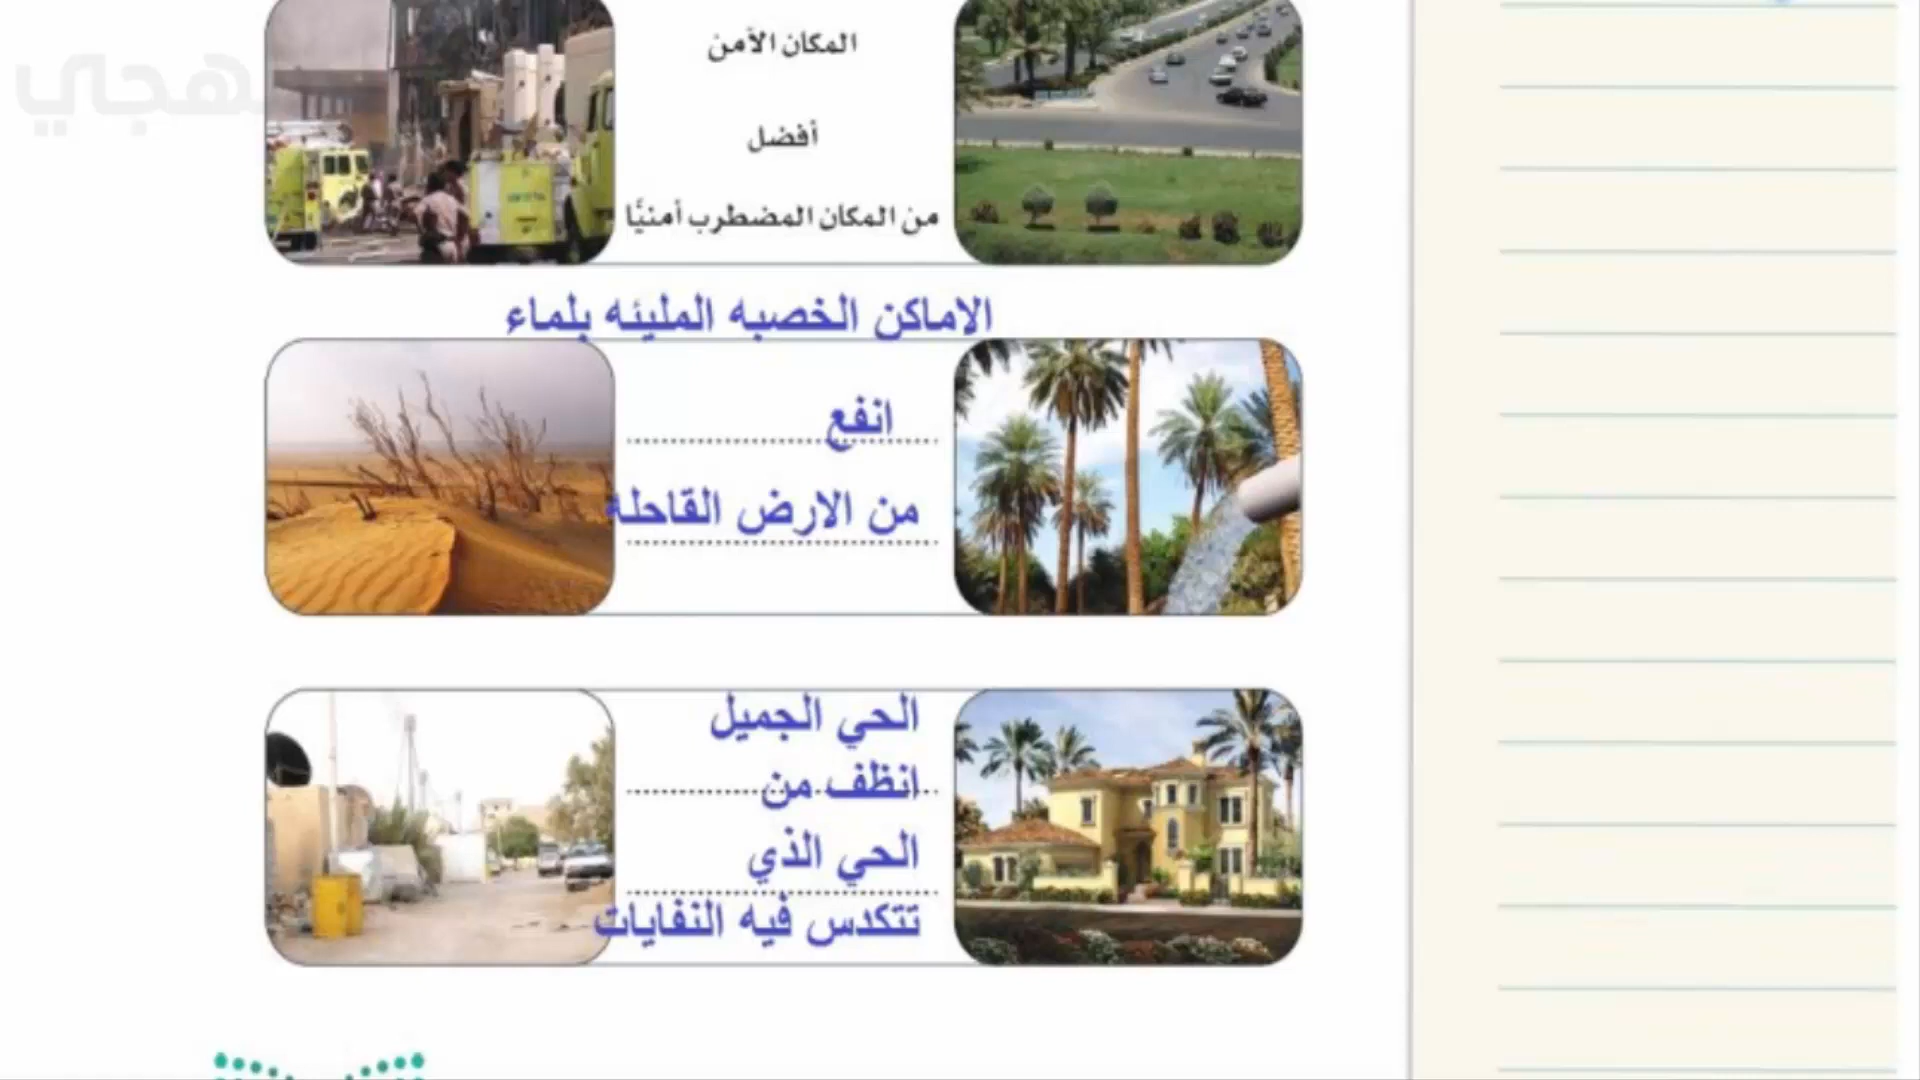 المكان الآمن
أفضل
من المكان المضطرب أمنيًّا
الاماكن الخصبه المليئه بلماء
انفع
من الارض القاحلة
الحي الجميل
انظف من
الحي الذي
تتكدس فيه النفايات